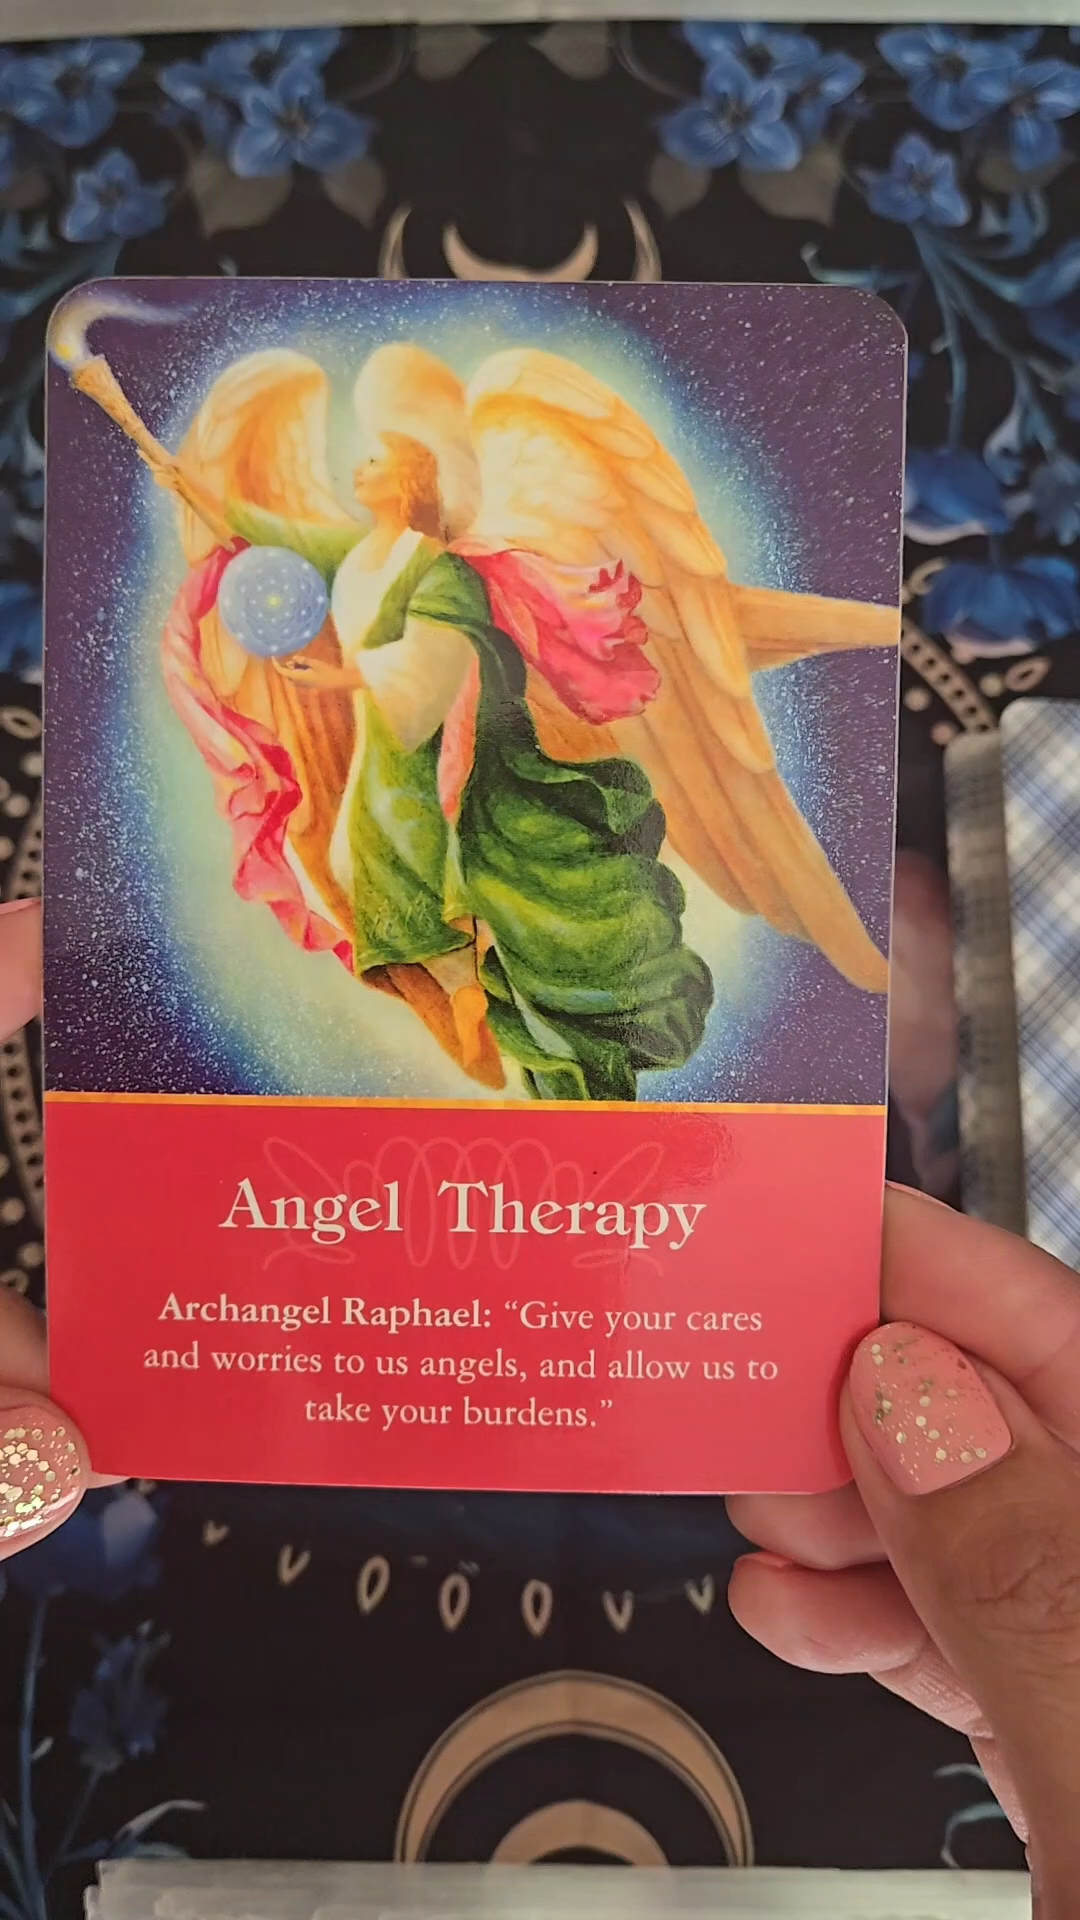 Angel Therapy
Archangel Raphael: “Give your cares
and worries to us angels, and allow us to
take your burdens.”